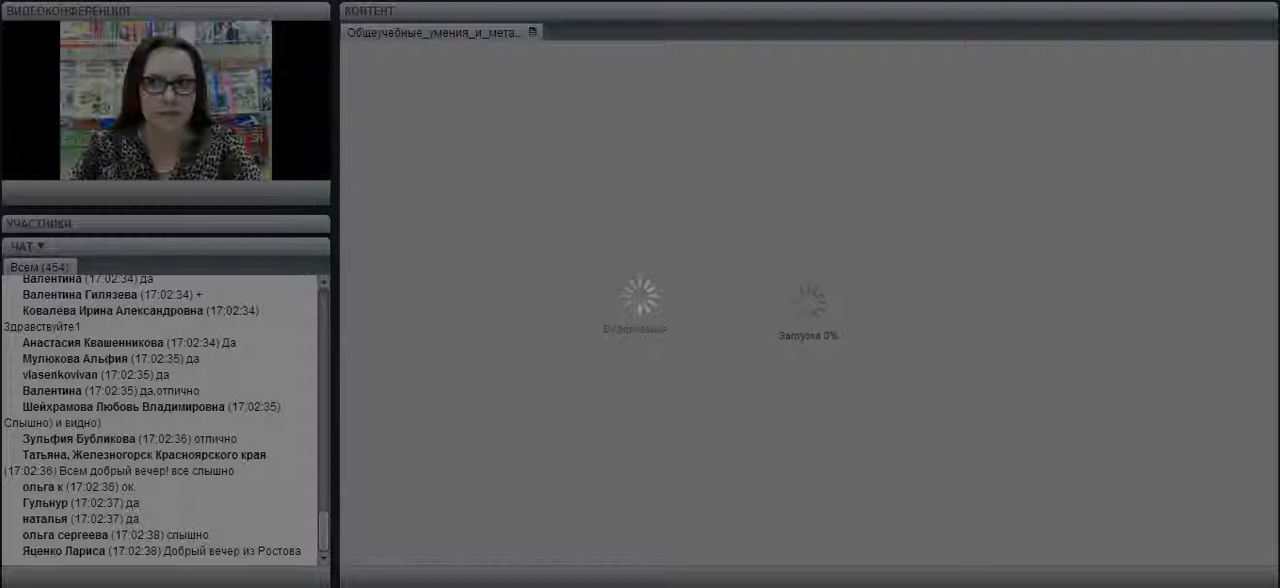 ВИДЕОКОНФЕРЕНЦИЯ
КОНТЕНТ
Общеучебные_умения_и_мета...
УЧАСТНИКИ
ЧАТ
Всем (454)
Валентина (17:02:34) да
Валентина Гилязева (17:02:34) +
Ковалёва Ирина Александровна (17:02:34)
Здравствуйте1
Анастасия Квашенникова (17:02:34) Да
Мулюкова Альфия (17:02:35) да
vlasenkovivan (17:02:35) да
Валентина (17:02:35) да,отлично
Шейхрамова Любовь Владимировна (17:02:35)
Слышно) и видно)
Зульфия Бубликова (17:02:36) отлично
Татьяна, Железногорск Красноярского края
(17:02:36) Всем добрый вечер! все слышно
ольга к (17:02:36) ок.
Гульнур (17:02:37) да
наталья (17:02:37) да
ольга сергеева (17:02:38) слышно
Яценко Лариса (17:02:38) Добрый вечер из Ростова
Буферизация
Загрузка 0%